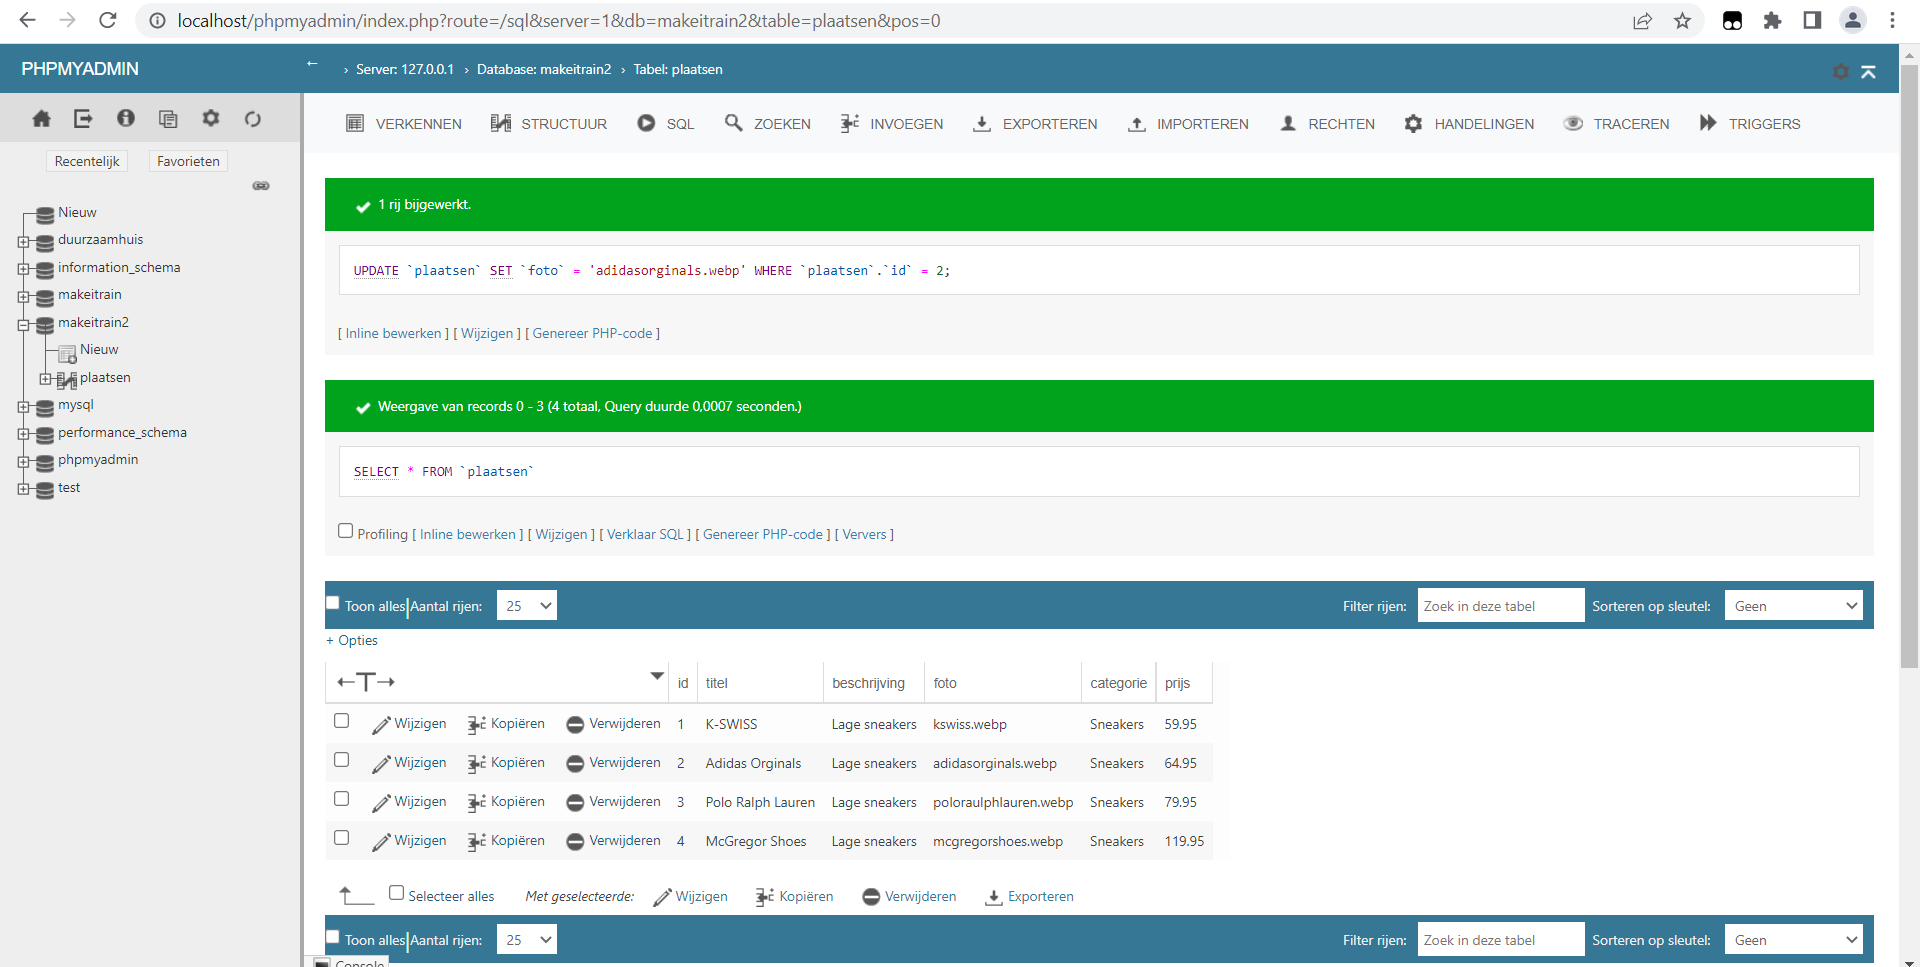 localhost/phpmyadmin/index.php?route=/sql&server=1&db=makeitrain2&table=plaatsen&pos=0
PHPMYADMIN
← › Server: 127.0.0.1 › Database: makeitrain2 › Tabel: plaatsen
VERKENNEN STRUCTUUR SQL ZOEKEN INVOEGEN EXPORTEREN IMPORTEREN RECHTEN HANDELINGEN TRACEREN TRIGGERS
Recentelijk Favorieten
Nieuw
duurzaamhuis
information_schema
makeitrain
makeitrain2
Nieuw
plaatsen
mysql
performance_schema
phpmyadmin
test
1 rij bijgewerkt.
UPDATE `plaatsen` SET `foto` = 'adidasorginals.webp' WHERE `plaatsen`.`id` = 2;
[ Inline bewerken ] [ Wijzigen ] [ Genereer PHP-code ]
Weergave van records 0 - 3 (4 totaal, Query duurde 0,0007 seconden.)
SELECT * FROM `plaatsen`
Profiling [ Inline bewerken ] [ Wijzigen ] [ Verklaar SQL ] [ Genereer PHP-code ] [ Ververs ]
Toon alles Aantal rijen: 25 Filter rijen: Zoek in deze tabel Sorteren op sleutel: Geen
+ Opties
←T→ id titel beschrijving foto categorie prijs
Wijzigen Kopiëren Verwijderen 1 K-SWISS Lage sneakers kswiss.webp Sneakers 59.95
Wijzigen Kopiëren Verwijderen 2 Adidas Orginals Lage sneakers adidasorginals.webp Sneakers 64.95
Wijzigen Kopiëren Verwijderen 3 Polo Ralph Lauren Lage sneakers poloraulphlauren.webp Sneakers 79.95
Wijzigen Kopiëren Verwijderen 4 McGregor Shoes Lage sneakers mcgregorshoes.webp Sneakers 119.95
Selecteer alles Met geselecteerde: Wijzigen Kopiëren Verwijderen Exporteren
Toon alles Aantal rijen: 25 Filter rijen: Zoek in deze tabel Sorteren op sleutel: Geen
Console